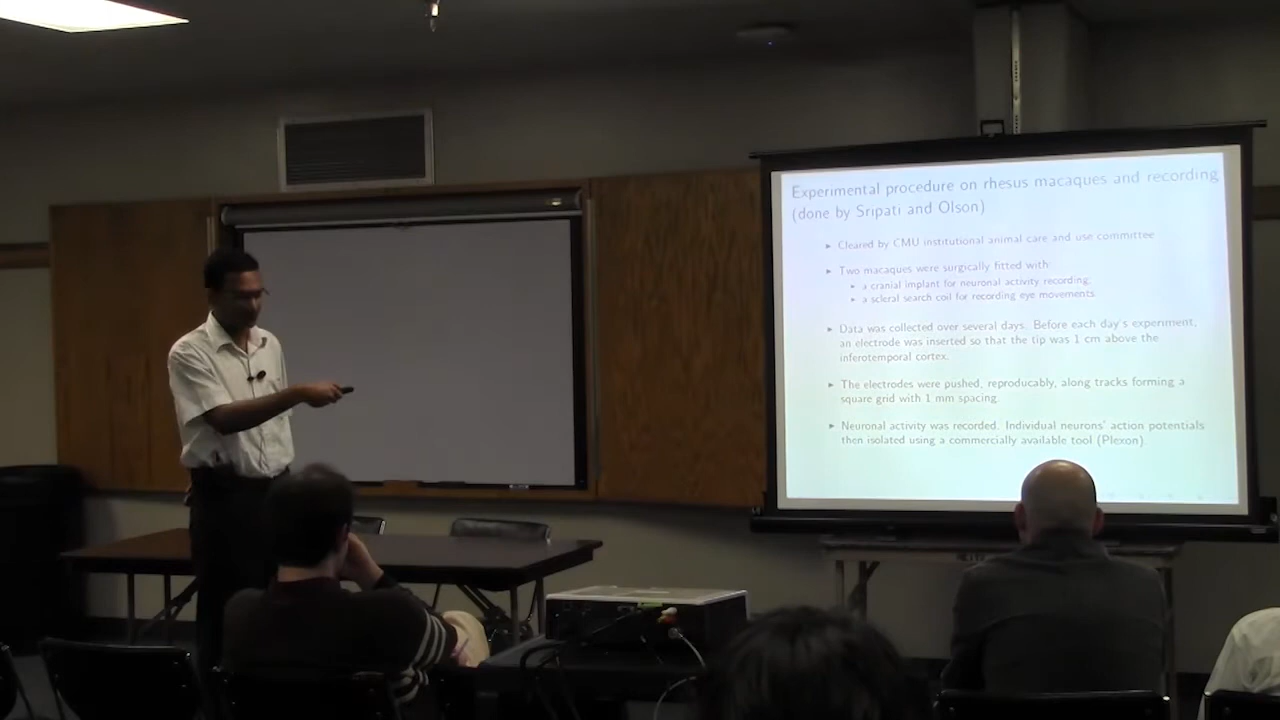 Experimental procedure on rhesus macaques and recording
(done by Sripati and Olson)
▸ Cleared by CMU institutional animal care and use committee
▸ Two macaques were surgically fitted with:
▸ a cranial implant for neuronal activity recording,
▸ a scleral search coil for recording eye movements
▸ Data was collected over several days. Before each day's experiment,
an electrode was inserted so that the tip was 1 cm above the
inferotemporal cortex.
▸ The electrodes were pushed, reproducably, along tracks forming a
square grid with 1 mm spacing.
▸ Neuronal activity was recorded. Individual neurons' action potentials
then isolated using a commercially available tool (Plexon).